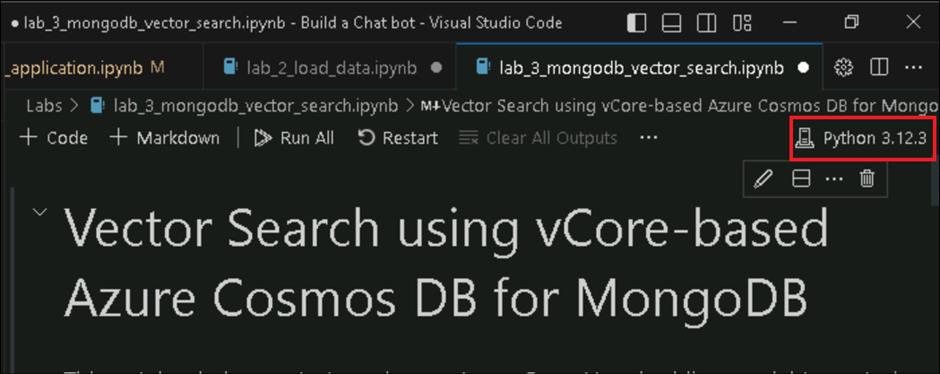 lab_3_mongodb_vector_search.ipynb - Build a Chat bot - Visual Studio Code
_application.ipynb M lab_2_load_data.ipynb lab_3_mongodb_vector_search.ipynb
Labs > lab_3_mongodb_vector_search.ipynb > M↓Vector Search using vCore-based Azure Cosmos DB for Mongo
+ Code + Markdown Run All Restart Clear All Outputs ... Python 3.12.3
Vector Search using vCore-based
Azure Cosmos DB for MongoDB